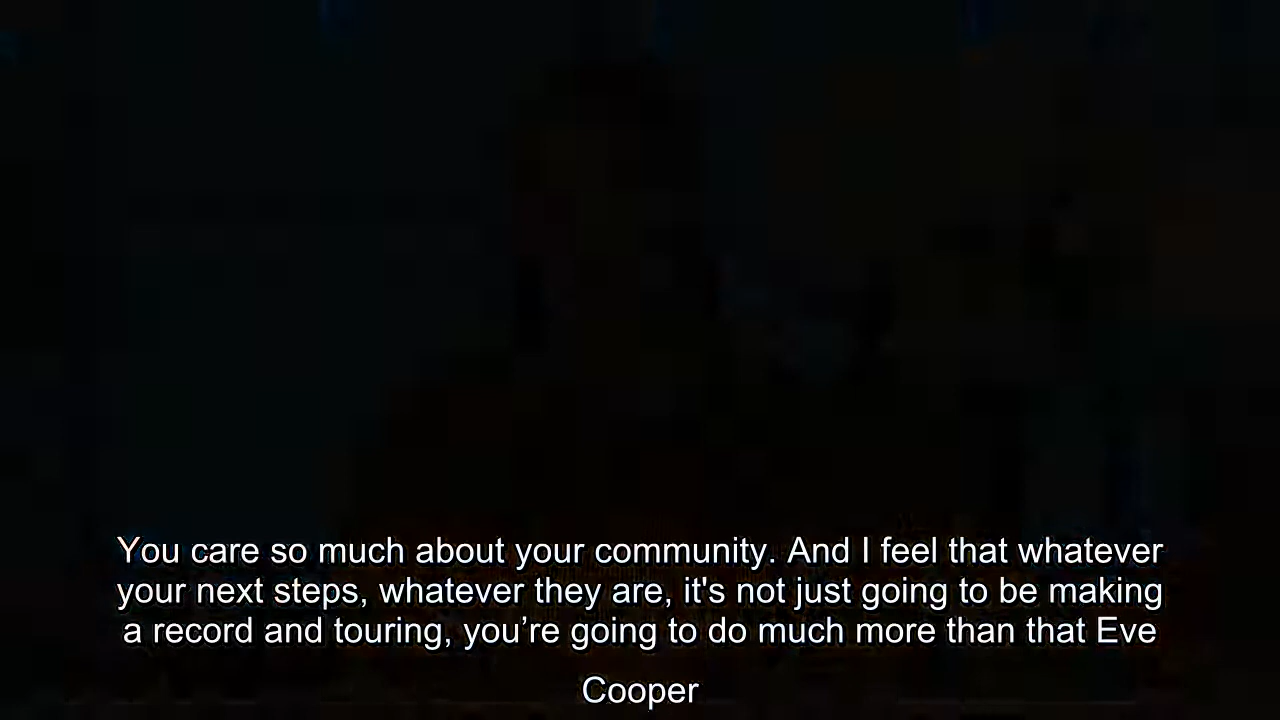 You care so much about your community. And I feel that whatever
your next steps, whatever they are, it's not just going to be making
a record and touring, you’re going to do much more than that Eve
Cooper